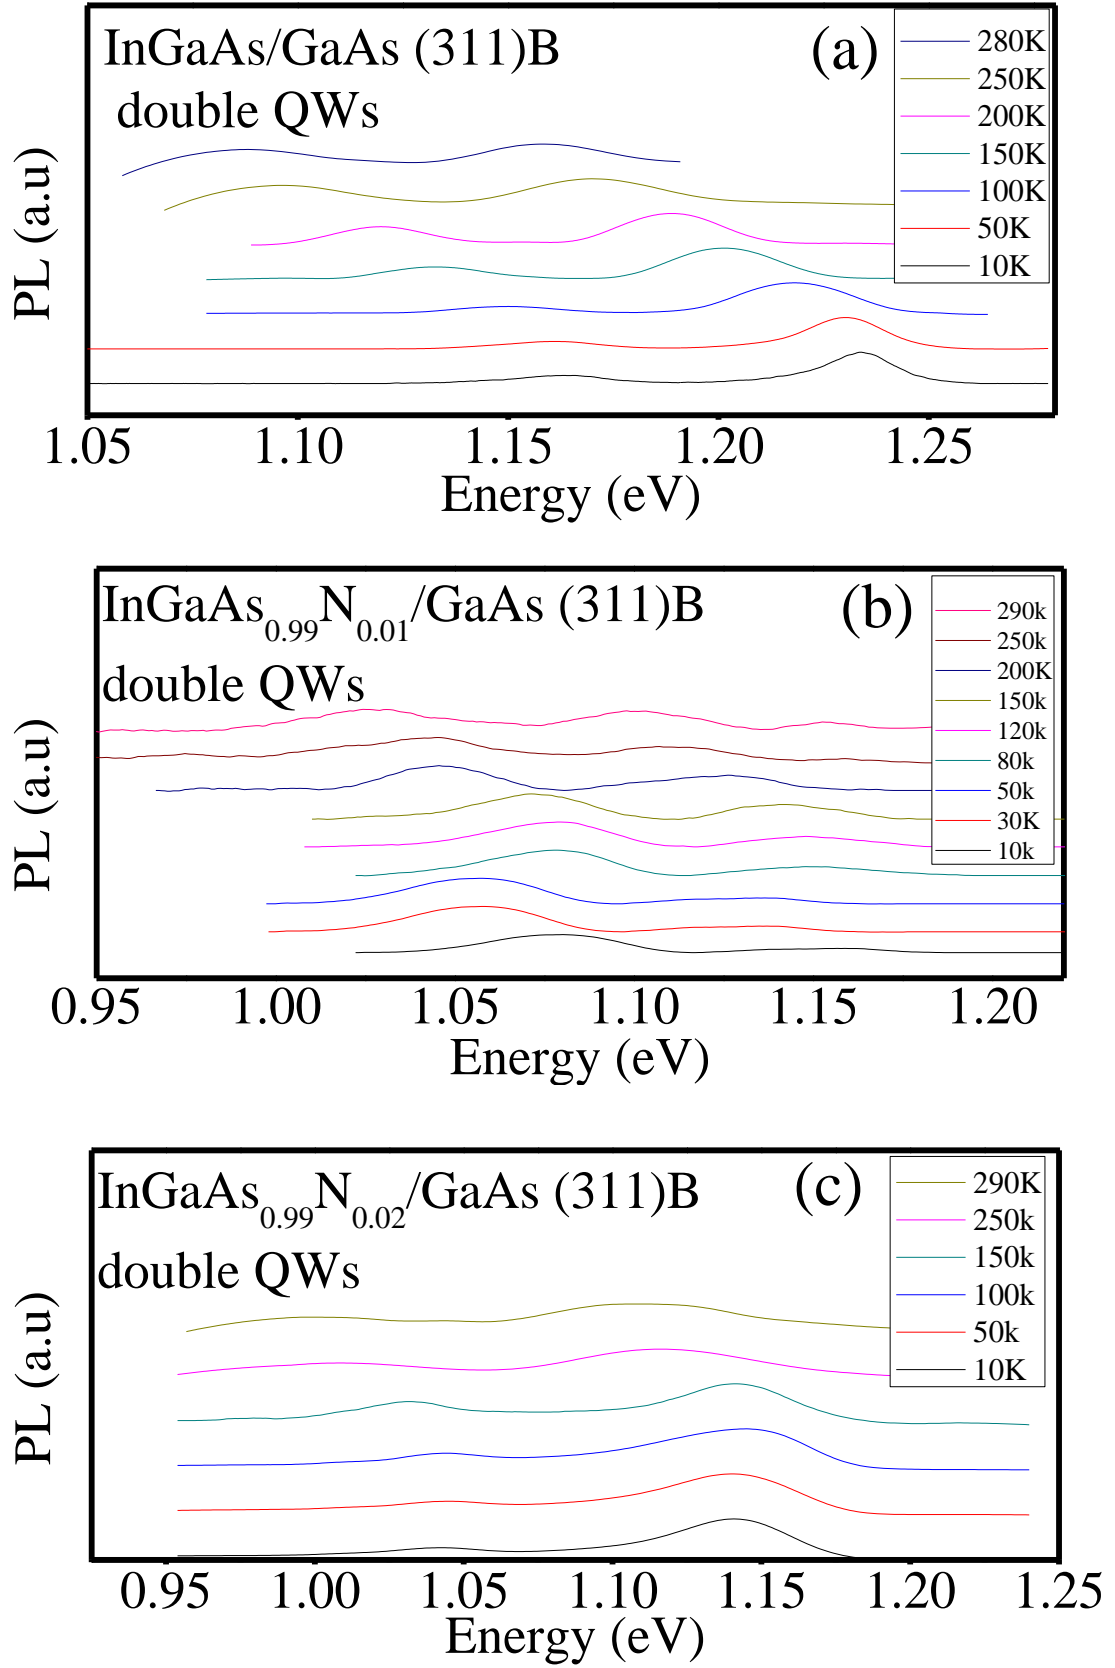 InGaAs/GaAs (311)B
(a)
double QWs
280K
250K
200K
150K
100K
50K
10K
PL (a.u)
1.05 1.10 1.15 1.20 1.25
Energy (eV)
InGaAs0.99N0.01/GaAs (311)B
(b)
double QWs
290k
250k
200K
150k
120k
80k
50k
30K
10k
PL (a.u)
0.95 1.00 1.05 1.10 1.15 1.20
Energy (eV)
InGaAs0.99N0.02/GaAs (311)B
(c)
double QWs
290K
250k
150k
100k
50k
10K
PL (a.u)
0.95 1.00 1.05 1.10 1.15 1.20 1.25
Energy (eV)